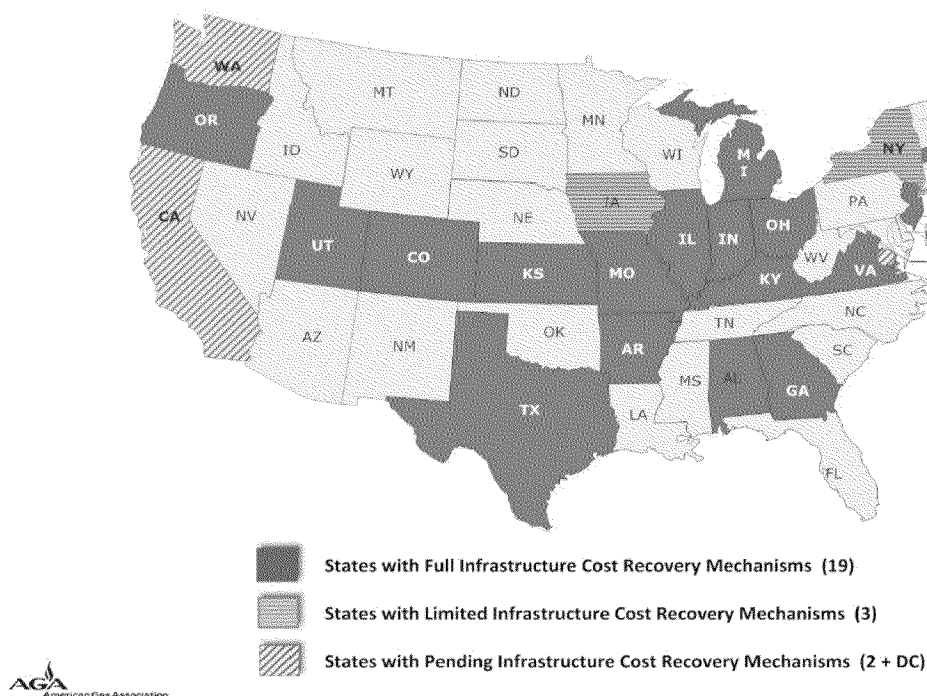 WA
MT
ND
MN
OR
ID
SD
WI
M
I
NY
WY
IA
PA
CA
NV
NE
OH
UT
CO
IL
IN
WV
VA
KS
MO
KY
AZ
NM
OK
TN
NC
AR
SC
MS
AL
GA
TX
LA
FL
States with Full Infrastructure Cost Recovery Mechanisms (19)
States with Limited Infrastructure Cost Recovery Mechanisms (3)
States with Pending Infrastructure Cost Recovery Mechanisms (2 + DC)
AGA
American Gas Association